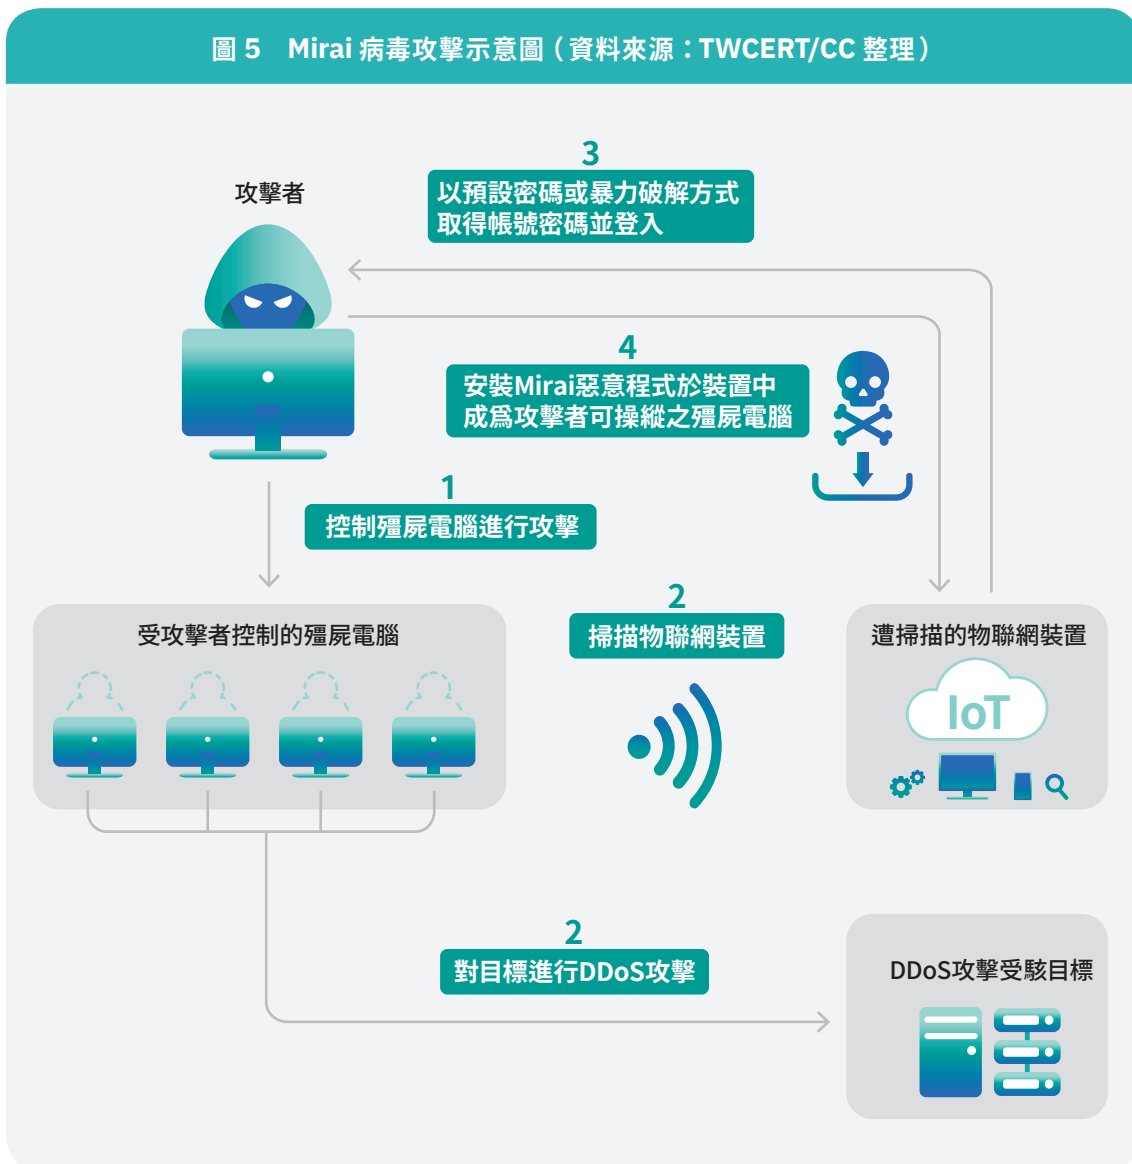 圖 5 Mirai 病毒攻擊示意圖（資料來源：TWCERT/CC 整理）
攻擊者
3
以預設密碼或暴力破解方式
取得帳號密碼並登入
4
安裝Mirai惡意程式於裝置中
成爲攻擊者可操縱之殭屍電腦
1
控制殭屍電腦進行攻擊
受攻擊者控制的殭屍電腦
2
掃描物聯網裝置
遭掃描的物聯網裝置
IoT
2
對目標進行DDoS攻擊
DDoS攻擊受駭目標